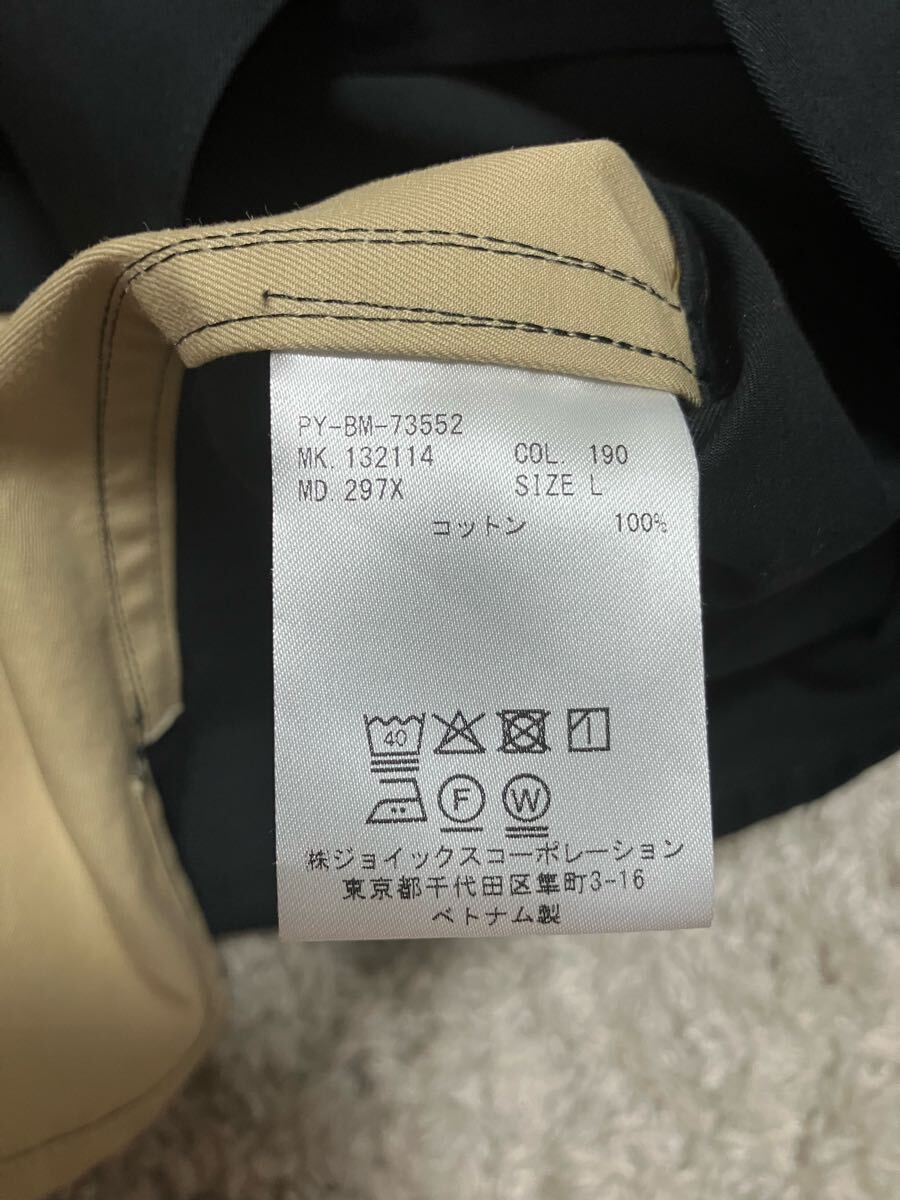 PY-BM-73552
MK. 132114 COL. 190
MD 297X SIZE L
コットン 100%
40
F W
株ジョイックスコーポレーション
東京都千代田区隼町3-16
ベトナム製